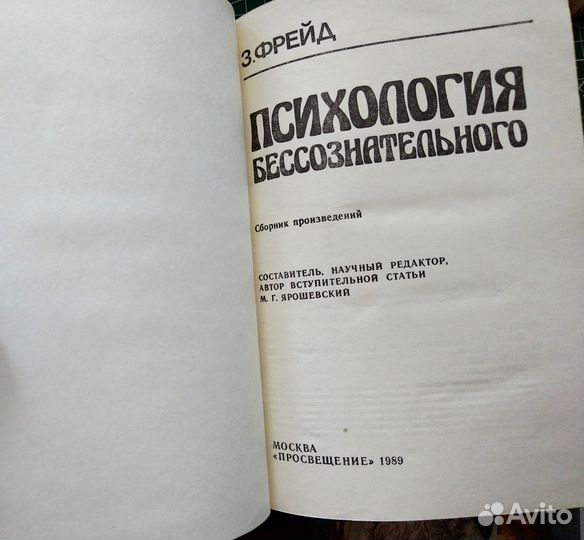 З. ФРЕЙД
ПСИХОЛОГИЯ
БЕССОЗНАТЕЛЬНОГО
Сборник произведений
СОСТАВИТЕЛЬ, НАУЧНЫЙ РЕДАКТОР,
АВТОР ВСТУПИТЕЛЬНОЙ СТАТЬИ
М. Г. ЯРОШЕВСКИЙ
МОСКВА
«ПРОСВЕЩЕНИЕ» 1989
Avito